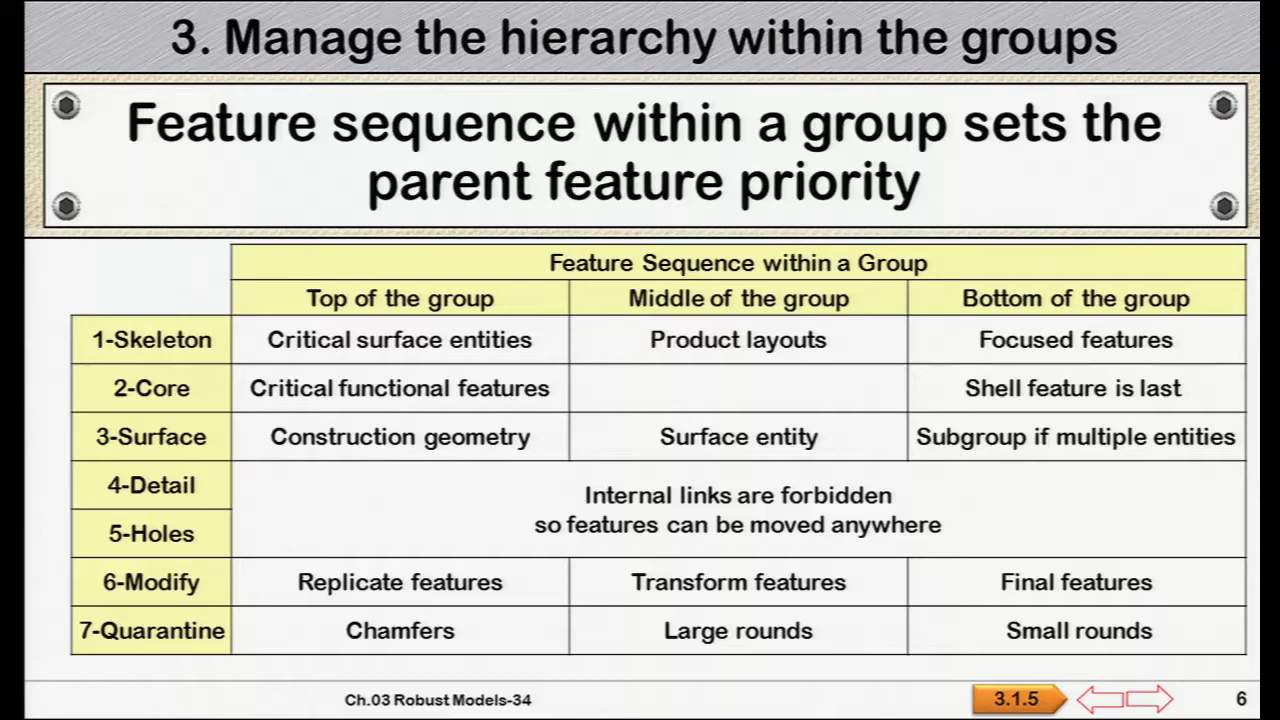 3. Manage the hierarchy within the groups
Feature sequence within a group sets the
parent feature priority
Feature Sequence within a Group
Top of the group Middle of the group Bottom of the group
1-Skeleton Critical surface entities Product layouts Focused features
2-Core Critical functional features Shell feature is last
3-Surface Construction geometry Surface entity Subgroup if multiple entities
4-Detail
5-Holes
Internal links are forbidden
so features can be moved anywhere
6-Modify Replicate features Transform features Final features
7-Quarantine Chamfers Large rounds Small rounds
Ch.03 Robust Models-34 3.1.5 6